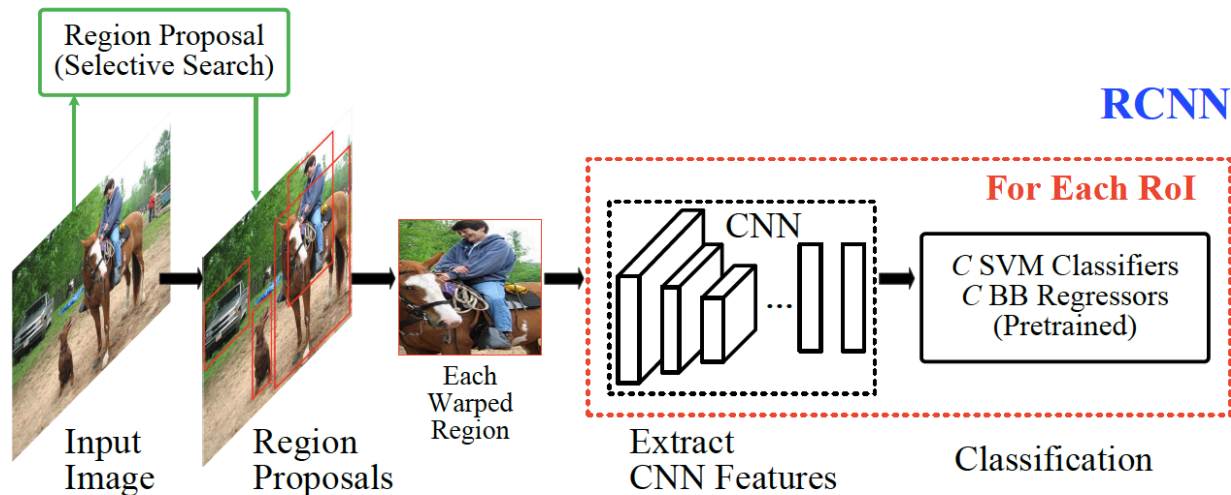 Region Proposal
(Selective Search)
RCNN
For Each RoI
CNN
...
C SVM Classifiers
C BB Regressors
(Pretrained)
Each
Warped
Region
Input
Image
Region
Proposals
Extract
CNN Features
Classification